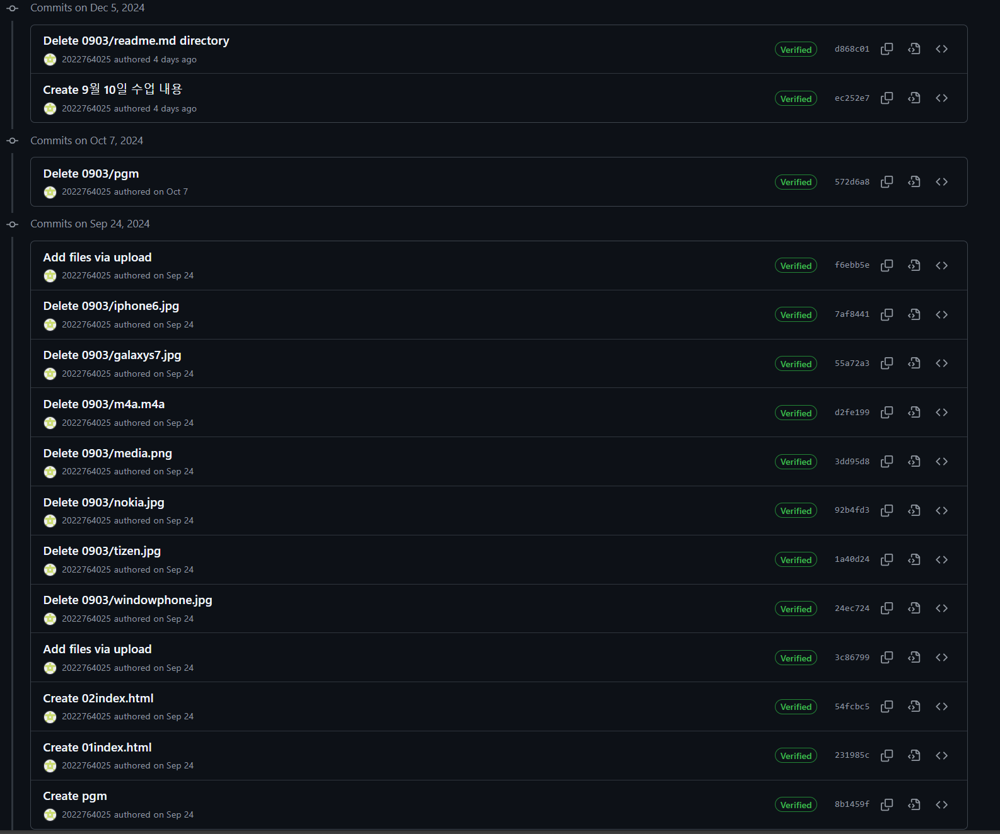 Commits on Dec 5, 2024
Delete 0903/readme.md directory
2022764025 authored 4 days ago
Verified
d868c01
Create 9월 10일 수업 내용
2022764025 authored 4 days ago
Verified
ec252e7
Commits on Oct 7, 2024
Delete 0903/pgm
2022764025 authored on Oct 7
Verified
572d6a8
Commits on Sep 24, 2024
Add files via upload
2022764025 authored on Sep 24
Verified
f6ebb5e
Delete 0903/iphone6.jpg
2022764025 authored on Sep 24
Verified
7af8441
Delete 0903/galaxys7.jpg
2022764025 authored on Sep 24
Verified
55a72a3
Delete 0903/m4a.m4a
2022764025 authored on Sep 24
Verified
d2fe199
Delete 0903/media.png
2022764025 authored on Sep 24
Verified
3dd95d8
Delete 0903/nokia.jpg
2022764025 authored on Sep 24
Verified
92b4fd3
Delete 0903/tizen.jpg
2022764025 authored on Sep 24
Verified
1a40d24
Delete 0903/windowphone.jpg
2022764025 authored on Sep 24
Verified
24ec724
Add files via upload
2022764025 authored on Sep 24
Verified
3c86799
Create 02index.html
2022764025 authored on Sep 24
Verified
54fcbc5
Create 01index.html
2022764025 authored on Sep 24
Verified
231985c
Create pgm
2022764025 authored on Sep 24
Verified
8b1459f